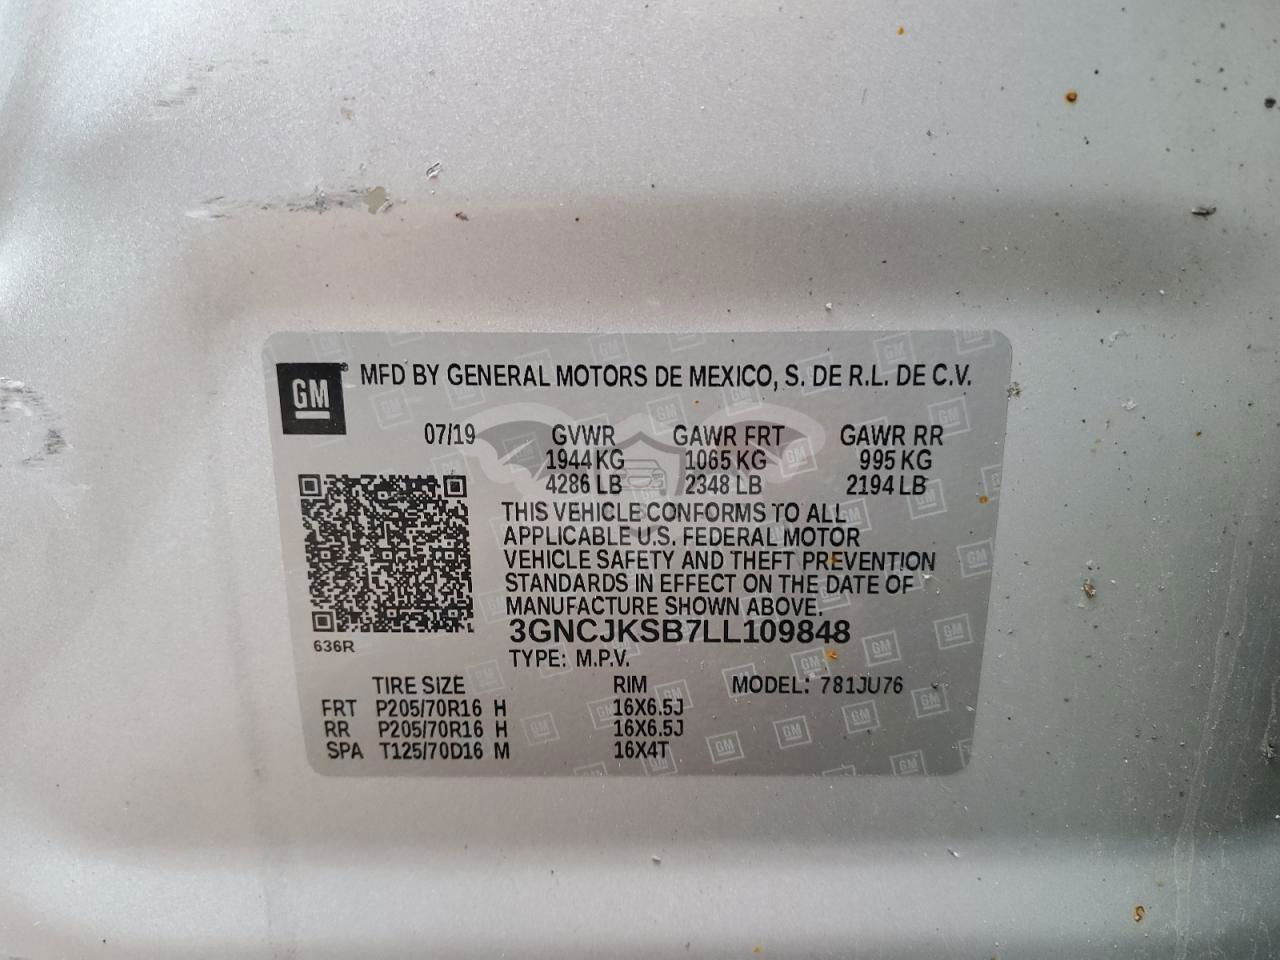 GM® MFD BY GENERAL MOTORS DE MEXICO, S. DE R.L. DE C.V.
07/19 GVWR GAWR FRT GAWR RR
1944 KG 1065 KG 995 KG
4286 LB 2348 LB 2194 LB
THIS VEHICLE CONFORMS TO ALL
APPLICABLE U.S. FEDERAL MOTOR
VEHICLE SAFETY AND THEFT PREVENTION
STANDARDS IN EFFECT ON THE DATE OF
MANUFACTURE SHOWN ABOVE.
3GNCJKSB7LL109848
636R TYPE: M.P.V.
TIRE SIZE RIM MODEL: 781JU76
FRT P205/70R16 H 16X6.5J
RR P205/70R16 H 16X6.5J
SPA T125/70D16 M 16X4T